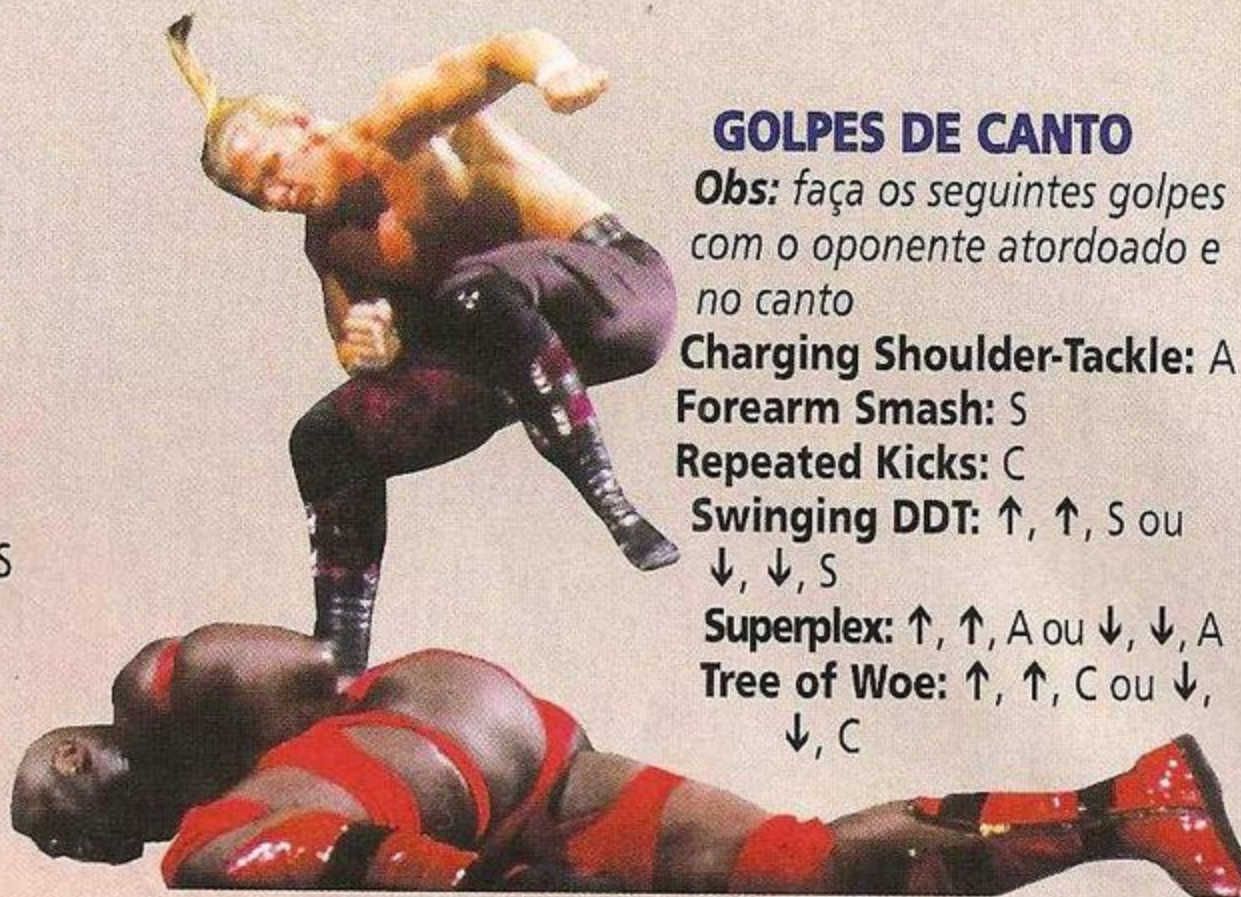 GOLPES DE CANTO
Obs: faça os seguintes golpes
com o oponente atordoado e
no canto
Charging Shoulder-Tackle: A
Forearm Smash: S
Repeated Kicks: C
Swinging DDT: ↑, ↑, S ou
↓, ↓, S
S
Superplex: ↑, ↑, A ou ↓, ↓, A
Tree of Woe: ↑, ↑, C ou ↓,
↓, C